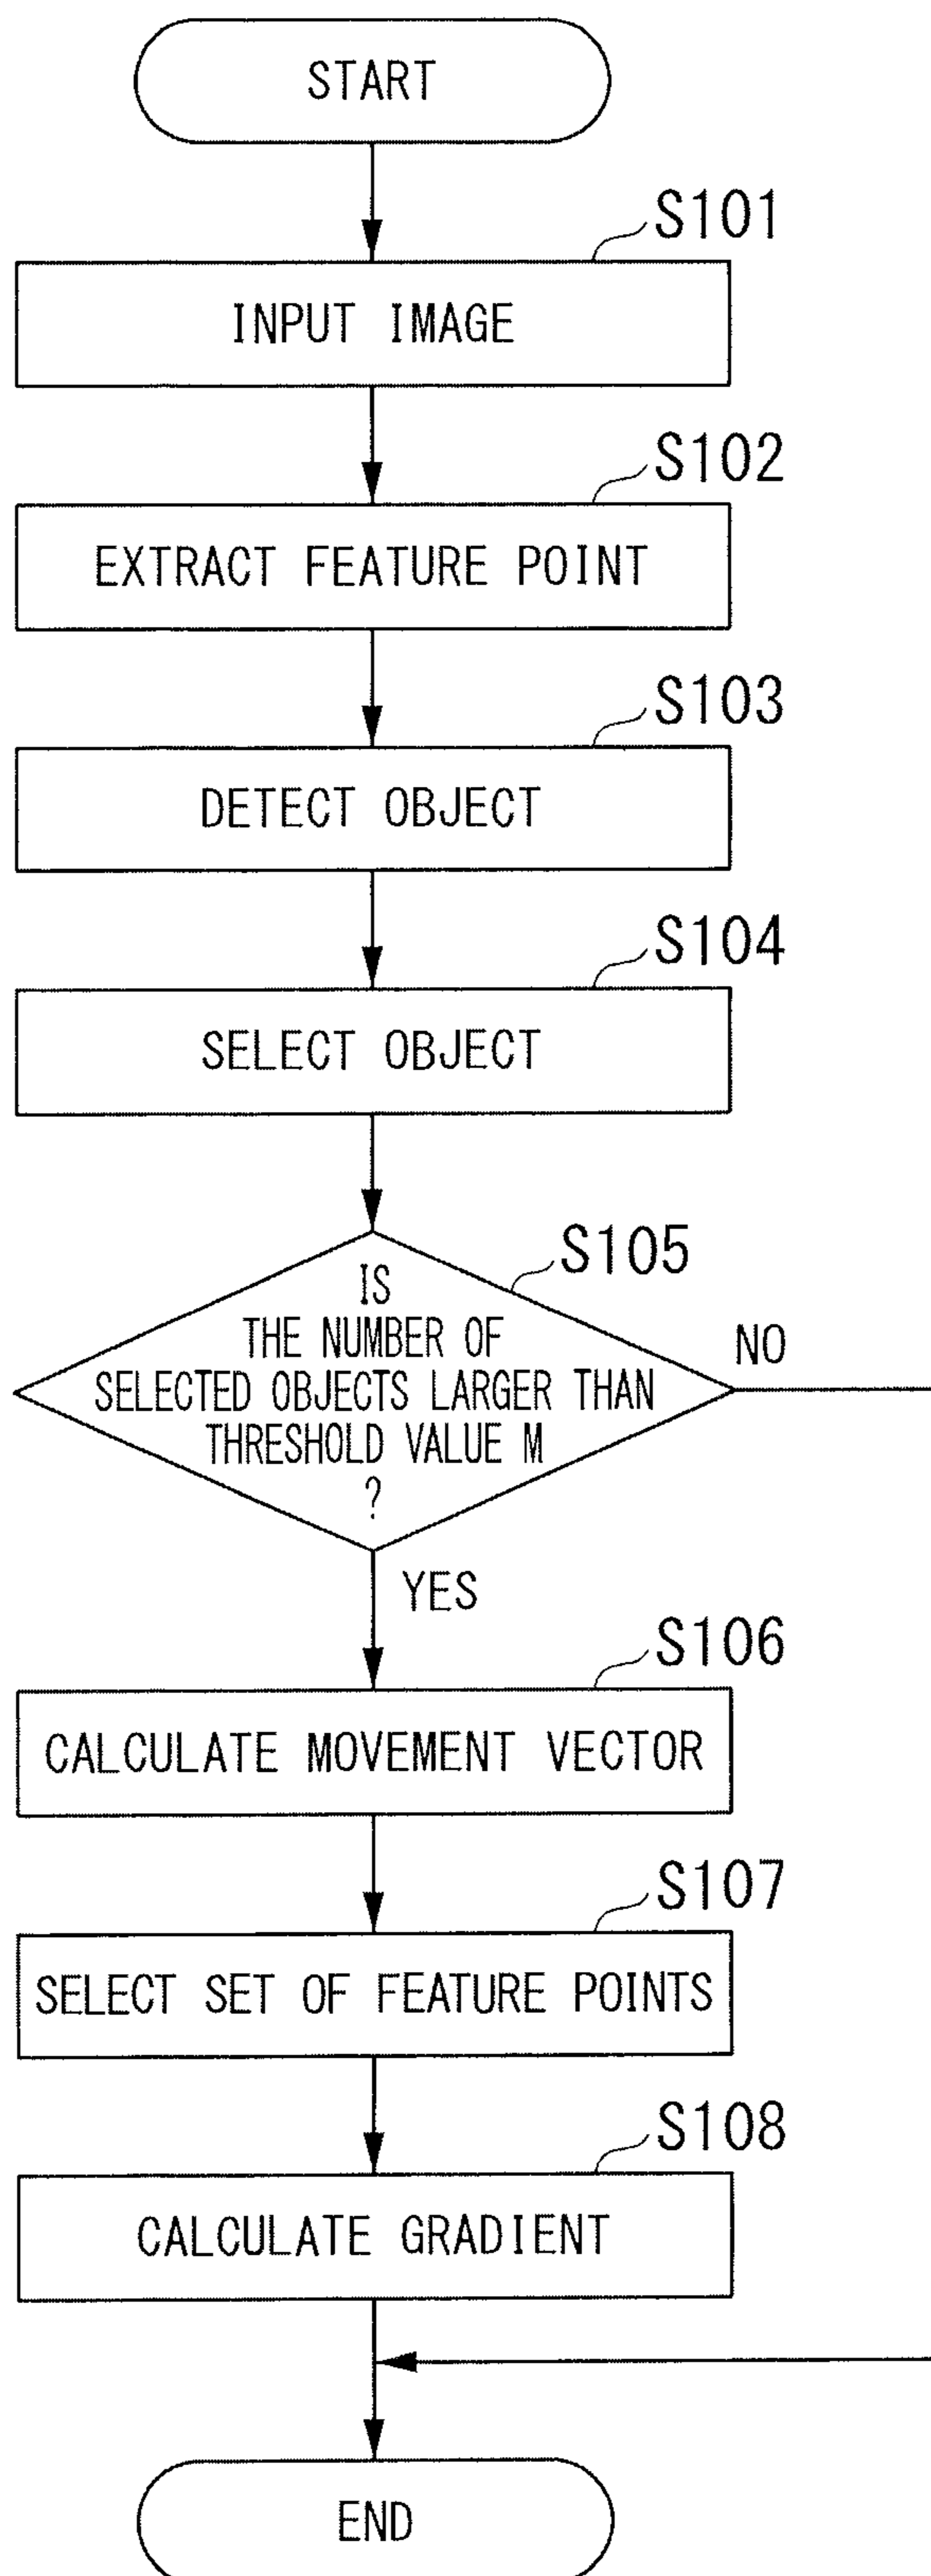 START
S101
INPUT IMAGE
S102
EXTRACT FEATURE POINT
S103
DETECT OBJECT
S104
SELECT OBJECT
S105
IS
THE NUMBER OF
SELECTED OBJECTS LARGER THAN
THRESHOLD VALUE M
?
NO
YES
S106
CALCULATE MOVEMENT VECTOR
S107
SELECT SET OF FEATURE POINTS
S108
CALCULATE GRADIENT
END